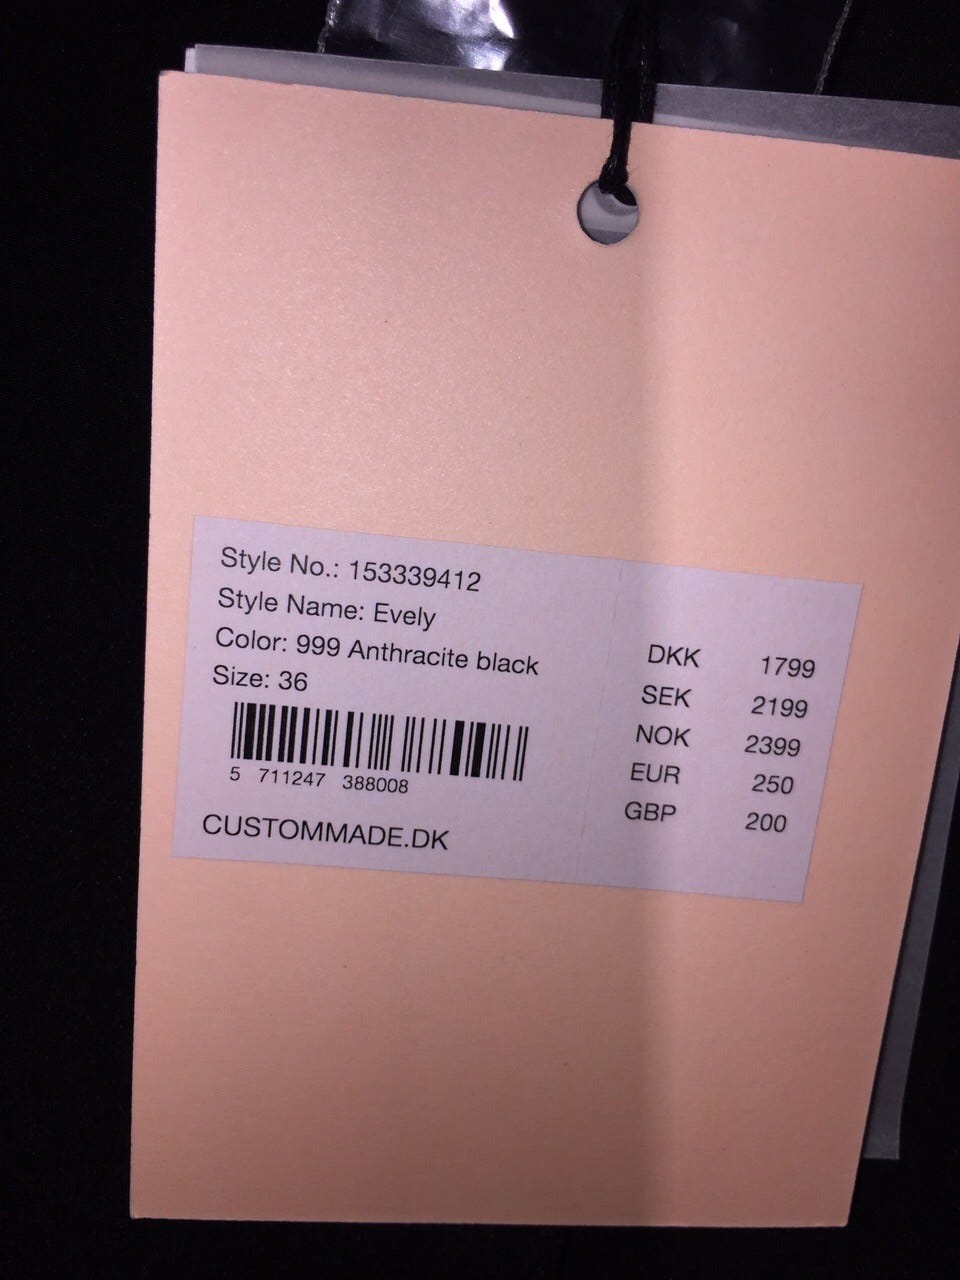 Style No.: 153339412
Style Name: Evely
Color: 999 Anthracite black
Size: 36
5 711247 388008
CUSTOMMADE.DK
DKK 1799
SEK 2199
NOK 2399
EUR 250
GBP 200